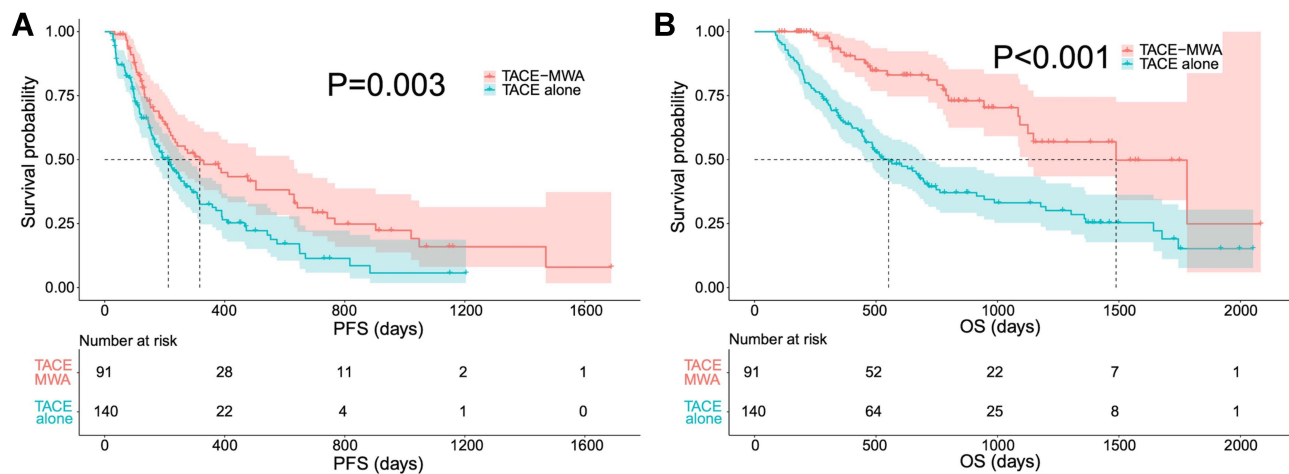 A
P=0.003
TACE-MWA
TACE alone
Survival probability
1.00
0.75
0.50
0.25
0.00
0 400 800 1200 1600
PFS (days)
Number at risk
TACE MWA 91 28 11 2 1
TACE alone 140 22 4 1 0
0 400 800 1200 1600
PFS (days)
B
P<0.001
TACE-MWA
TACE alone
Survival probability
1.00
0.75
0.50
0.25
0.00
0 500 1000 1500 2000
OS (days)
Number at risk
TACE MWA 91 52 22 7 1
TACE alone 140 64 25 8 1
0 500 1000 1500 2000
OS (days)